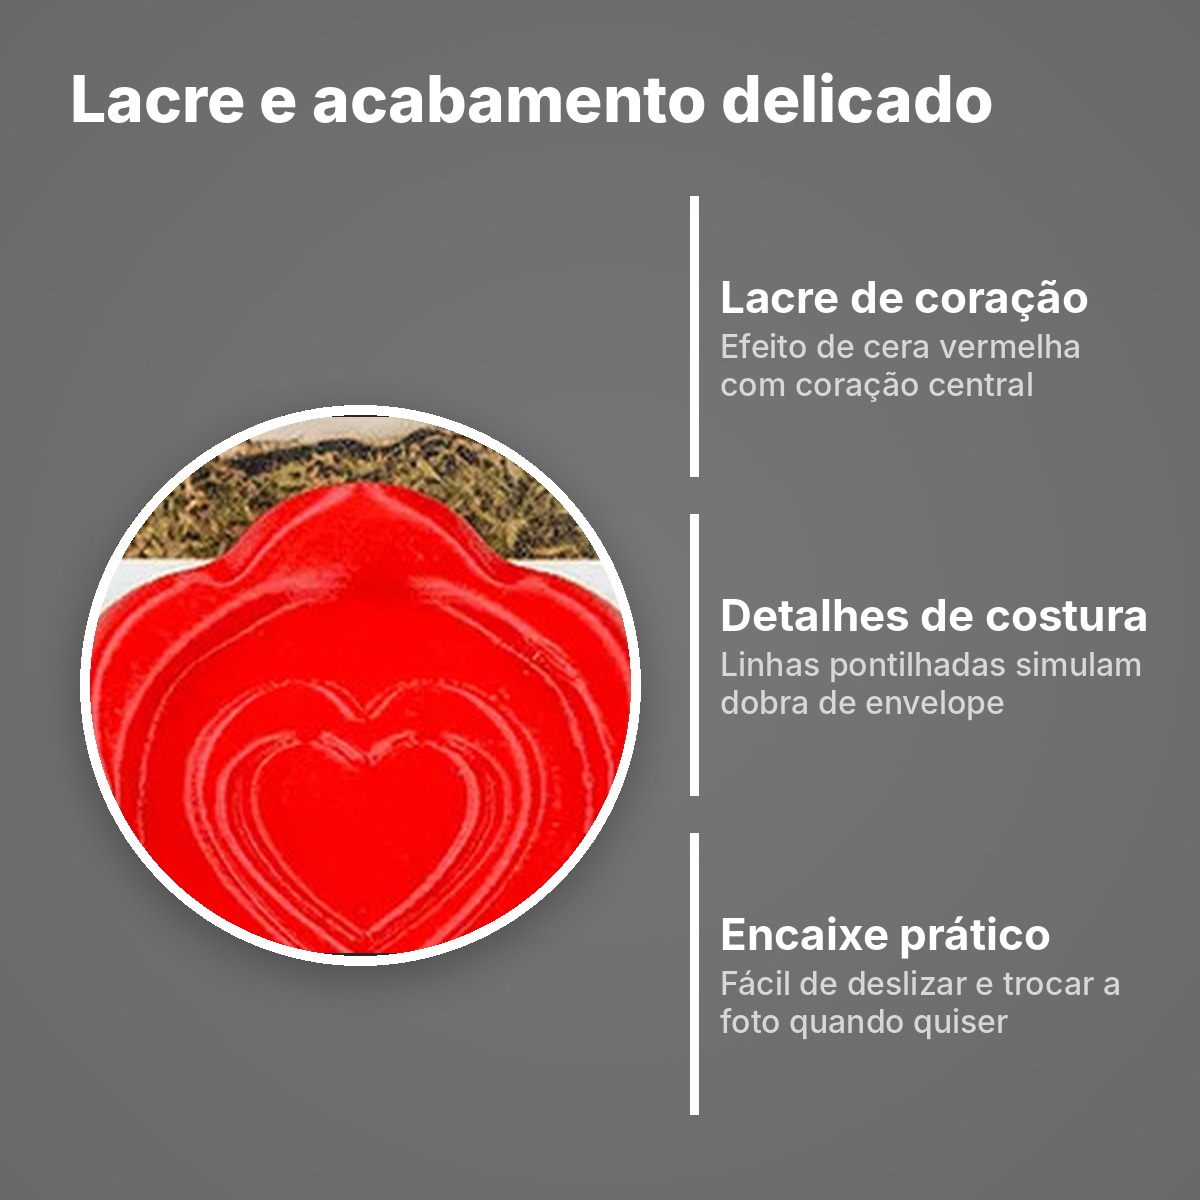 Lacre e acabamento delicado
Lacre de coração
Efeito de cera vermelha
com coração central
Detalhes de costura
Linhas pontilhadas simulam
dobra de envelope
Encaixe prático
Fácil de deslizar e trocar a
foto quando quiser